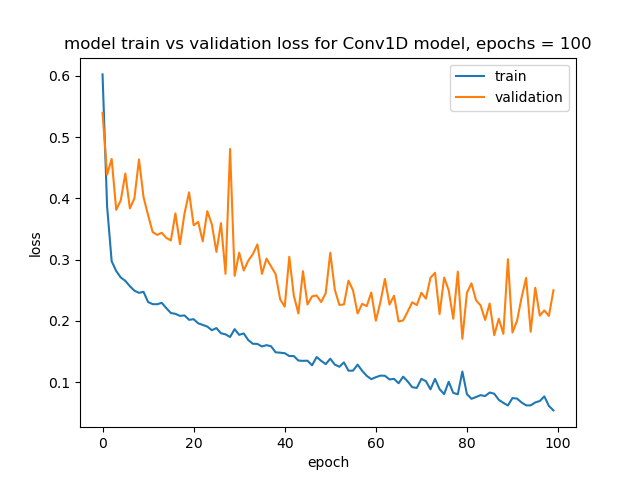 model train vs validation loss for Conv1D model, epochs = 100
train
validation
0.6
0.5
0.4
0.3
0.2
0.1
loss
0 20 40 60 80 100
epoch